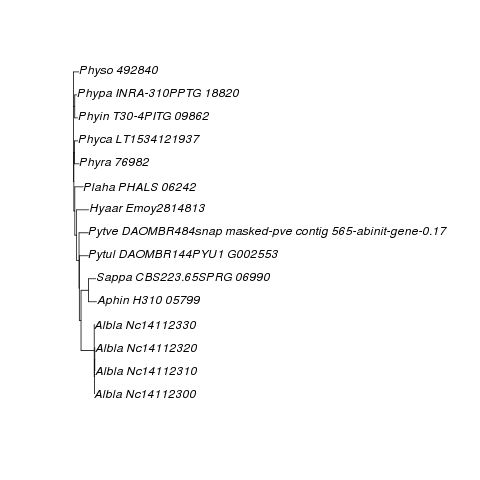 Physo 492840
Phypa INRA-310PPTG 18820
Phyin T30-4PITG 09862
Phyca LT1534121937
Phyra 76982
Plaha PHALS 06242
Hyaar Emoy2814813
Pytve DAOMBR484snap masked-pve contig 565-abinit-gene-0.17
Pytul DAOMBR144PYU1 G002553
Sappa CBS223.65SPRG 06990
Aphin H310 05799
Albla Nc14112330
Albla Nc14112320
Albla Nc14112310
Albla Nc14112300